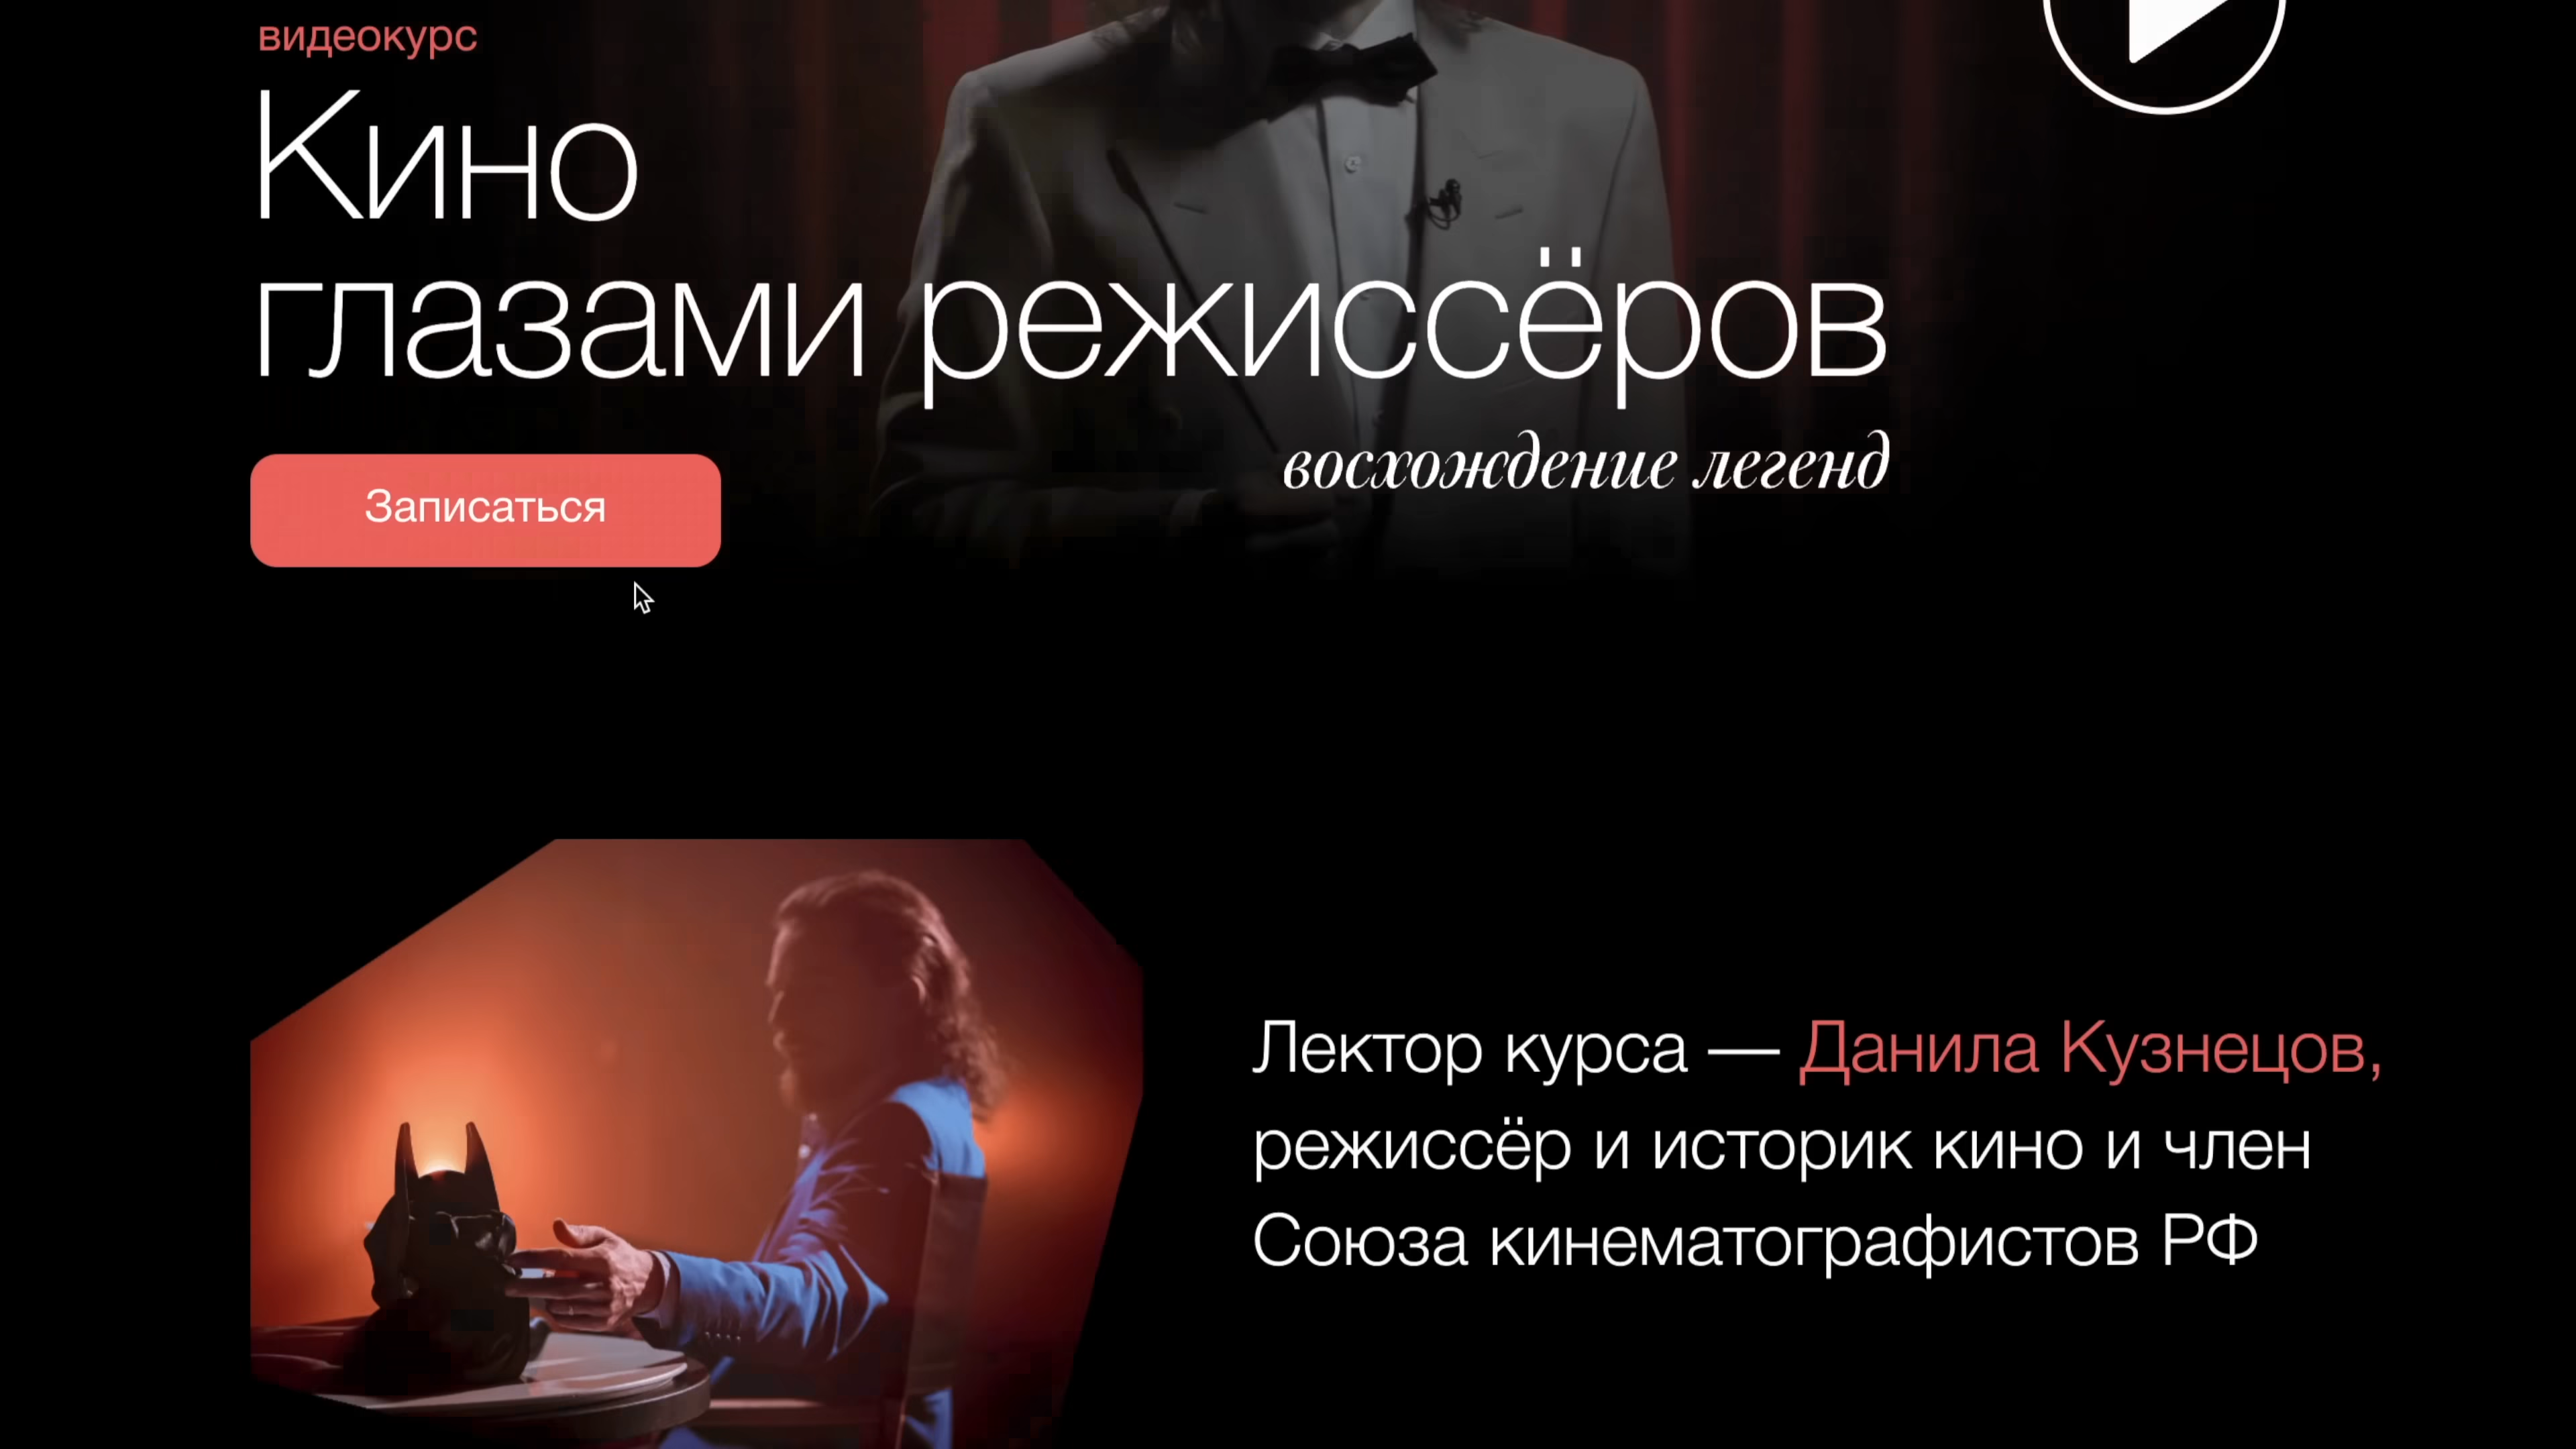 видеокурс
Кино
глазами режиссёров
восхождение легенд
Записаться
Лектор курса — Данила Кузнецов,
режиссёр и историк кино и член
Союза кинематографистов РФ